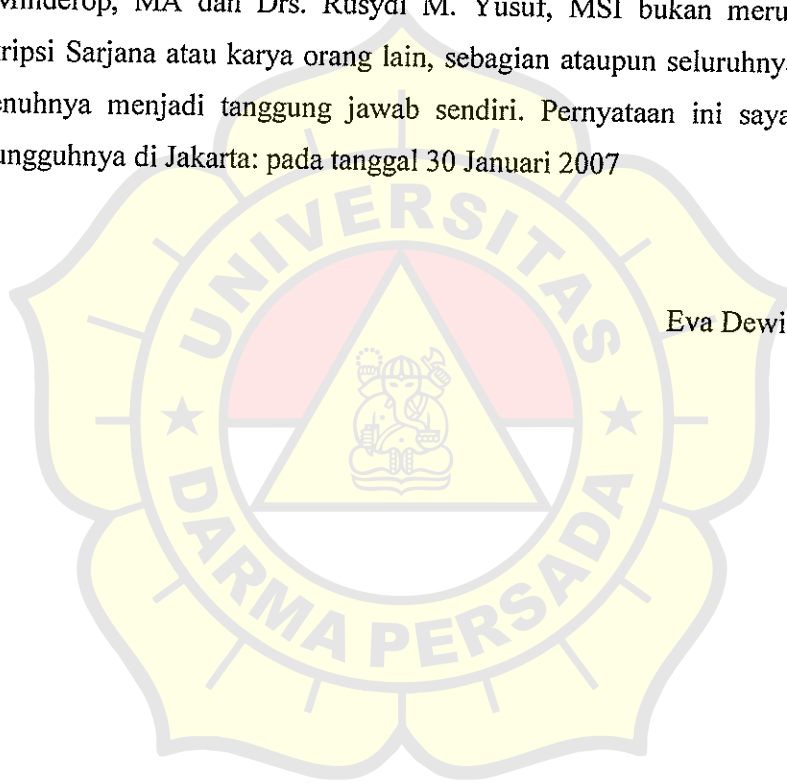 Minderop, MA dan Drs. Rusydi M. Yusuf, MSI bukan meru
ripsi Sarjana atau karya orang lain, sebagian ataupun seluruhny
enuhnya menjadi tanggung jawab sendiri. Pernyataan ini saya
ungguhnya di Jakarta: pada tanggal 30 Januari 2007
UNIVERSITAS
Eva Dewi
DARMA PERSADA